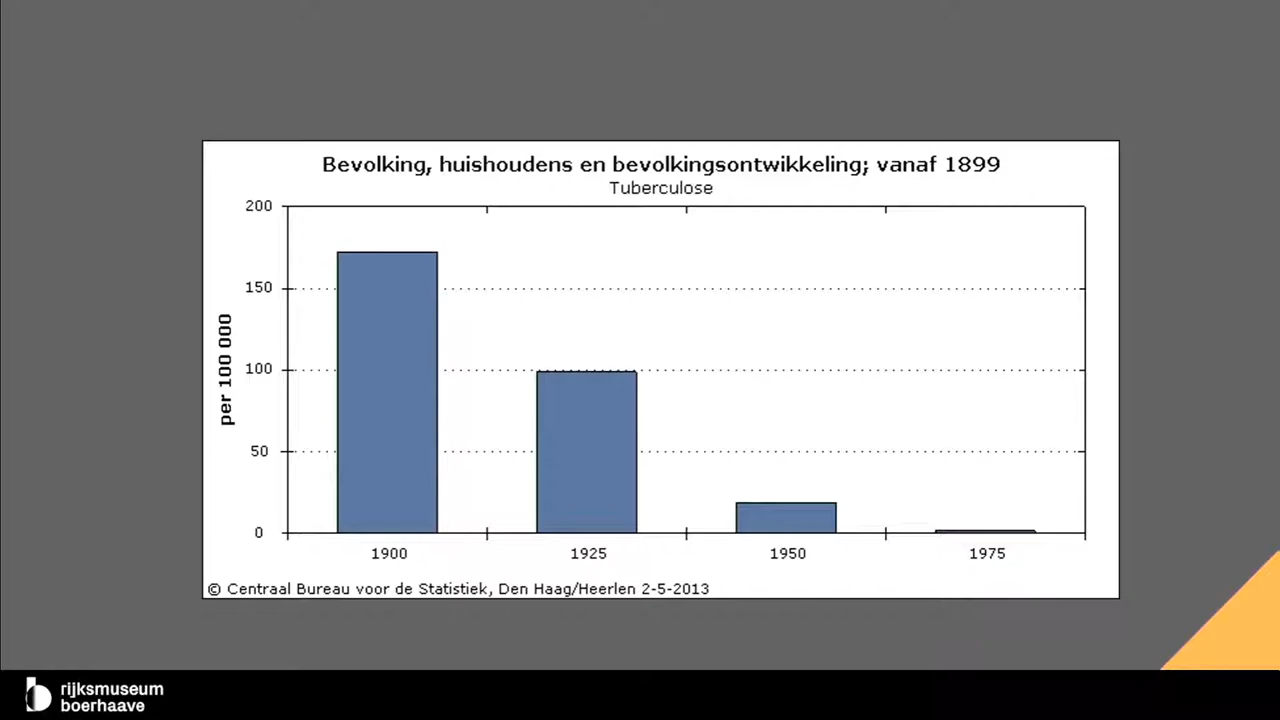 Bevolking, huishoudens en bevolkingsontwikkeling; vanaf 1899
Tuberculose
200
150
100
50
0
per 100 000
1900 1925 1950 1975
© Centraal Bureau voor de Statistiek, Den Haag/Heerlen 2-5-2013
rijksmuseum
boerhaave